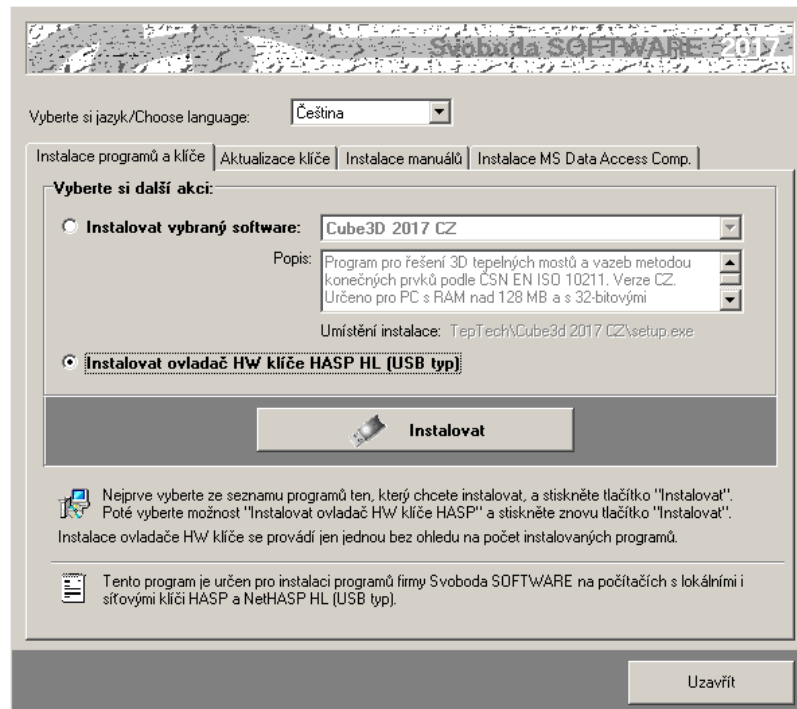 Svoboda SOFTWARE 2017
Vyberte si jazyk/Choose language: Čeština
Instalace programů a klíče Aktualizace klíče Instalace manuálů Instalace MS Data Access Comp.
Vyberte si další akci:
Instalovat vybraný software: Cube3D 2017 CZ
Popis: Program pro řešení 3D tepelných mostů a vazeb metodou
konečných prvků podle ČSN EN ISO 10211. Verze CZ.
Určeno pro PC s RAM nad 128 MB a s 32-bitovými
Umístění instalace: TepTech\Cube3d 2017 CZ\setup.exe
Instalovat ovladač HW klíče HASP HL (USB typ)
Instalovat
Nejprve vyberte ze seznamu programů ten, který chcete instalovat, a stiskněte tlačítko "Instalovat".
Poté vyberte možnost "Instalovat ovladač HW klíče HASP" a stiskněte znovu tlačítko "Instalovat".
Instalace ovladače HW klíče se provádí jen jednou bez ohledu na počet instalovaných programů.
Tento program je určen pro instalaci programů firmy Svoboda SOFTWARE na počítačích s lokálními i
síťovými klíči HASP a NetHASP HL (USB typ).
Uzavřít